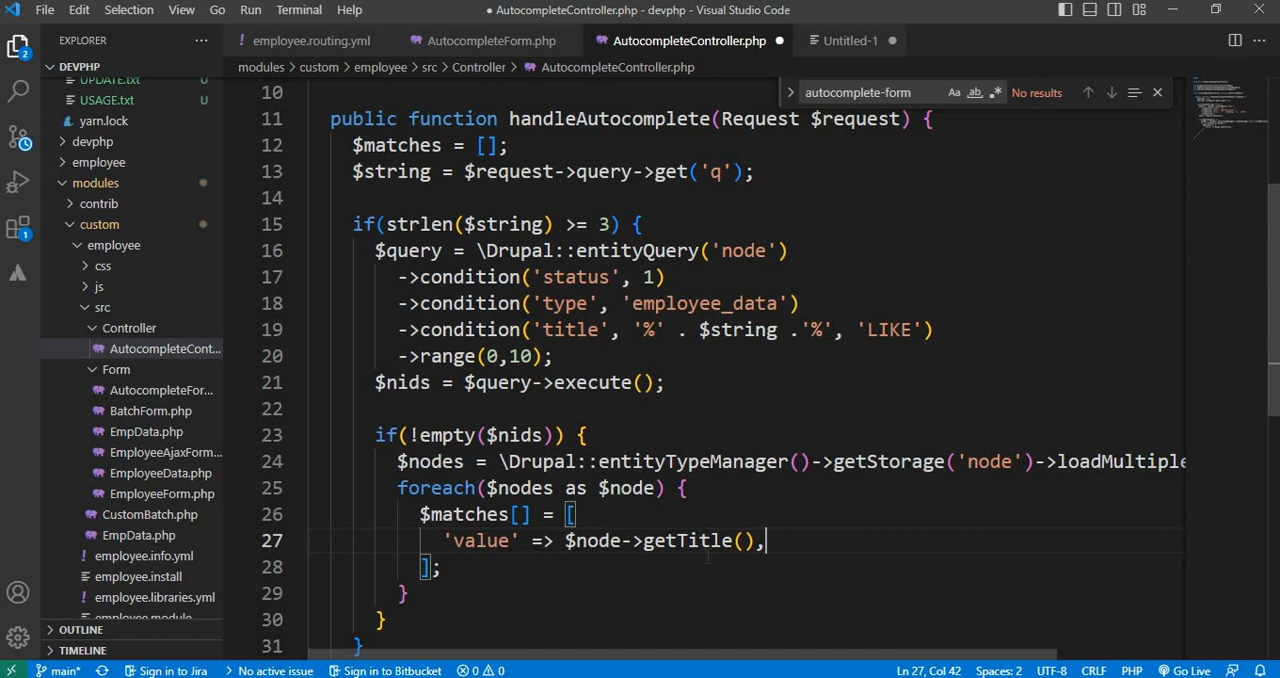 File Edit Selection View Go Run Terminal Help
● AutocompleteController.php - devphp - Visual Studio Code
EXPLORER
DEVPHP
UPDATE.txt U
USAGE.txt U
yarn.lock
devphp
employee
modules
contrib
custom
employee
css
js
src
Controller
AutocompleteCont...
Form
AutocompleteFor...
BatchForm.php
EmpData.php
EmployeeAjaxForm...
EmployeeData.php
EmployeeForm.php
CustomBatch.php
EmpData.php
employee.info.yml
employee.install
employee.libraries.yml
employee.module
OUTLINE
TIMELINE
2
1
employee.routing.yml AutocompleteForm.php AutocompleteController.php Untitled-1
modules > custom > employee > src > Controller > AutocompleteController.php
autocomplete-form Aa ab No results
10
11 public function handleAutocomplete(Request $request) {
12 $matches = [];
13 $string = $request->query->get('q');
14
15 if(strlen($string) >= 3) {
16 $query = \Drupal::entityQuery('node')
17 ->condition('status', 1)
18 ->condition('type', 'employee_data')
19 ->condition('title', '%' . $string .'%', 'LIKE')
20 ->range(0,10);
21 $nids = $query->execute();
22
23 if(!empty($nids)) {
24 $nodes = \Drupal::entityTypeManager()->getStorage('node')->loadMultiple
25 foreach($nodes as $node) {
26 $matches[] = [
27 'value' => $node->getTitle(),
28 ];
29 }
30 }
31 }
main* Sign in to Jira No active issue Sign in to Bitbucket 0 0 Ln 27, Col 42 Spaces: 2 UTF-8 CRLF PHP Go Live